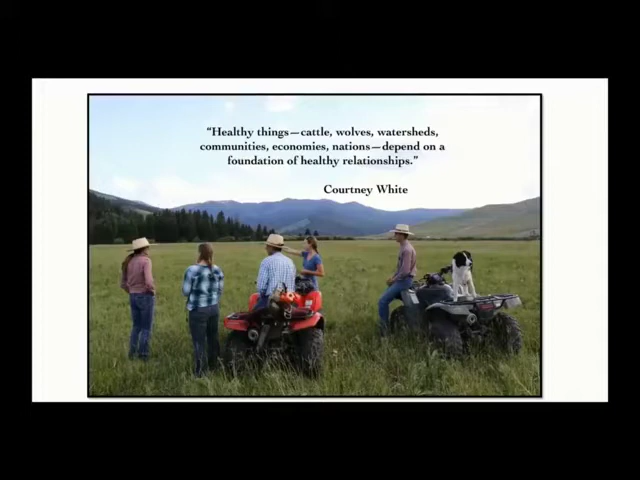 “Healthy things—cattle, wolves, watersheds,
communities, economies, nations—depend on a
foundation of healthy relationships.”
Courtney White